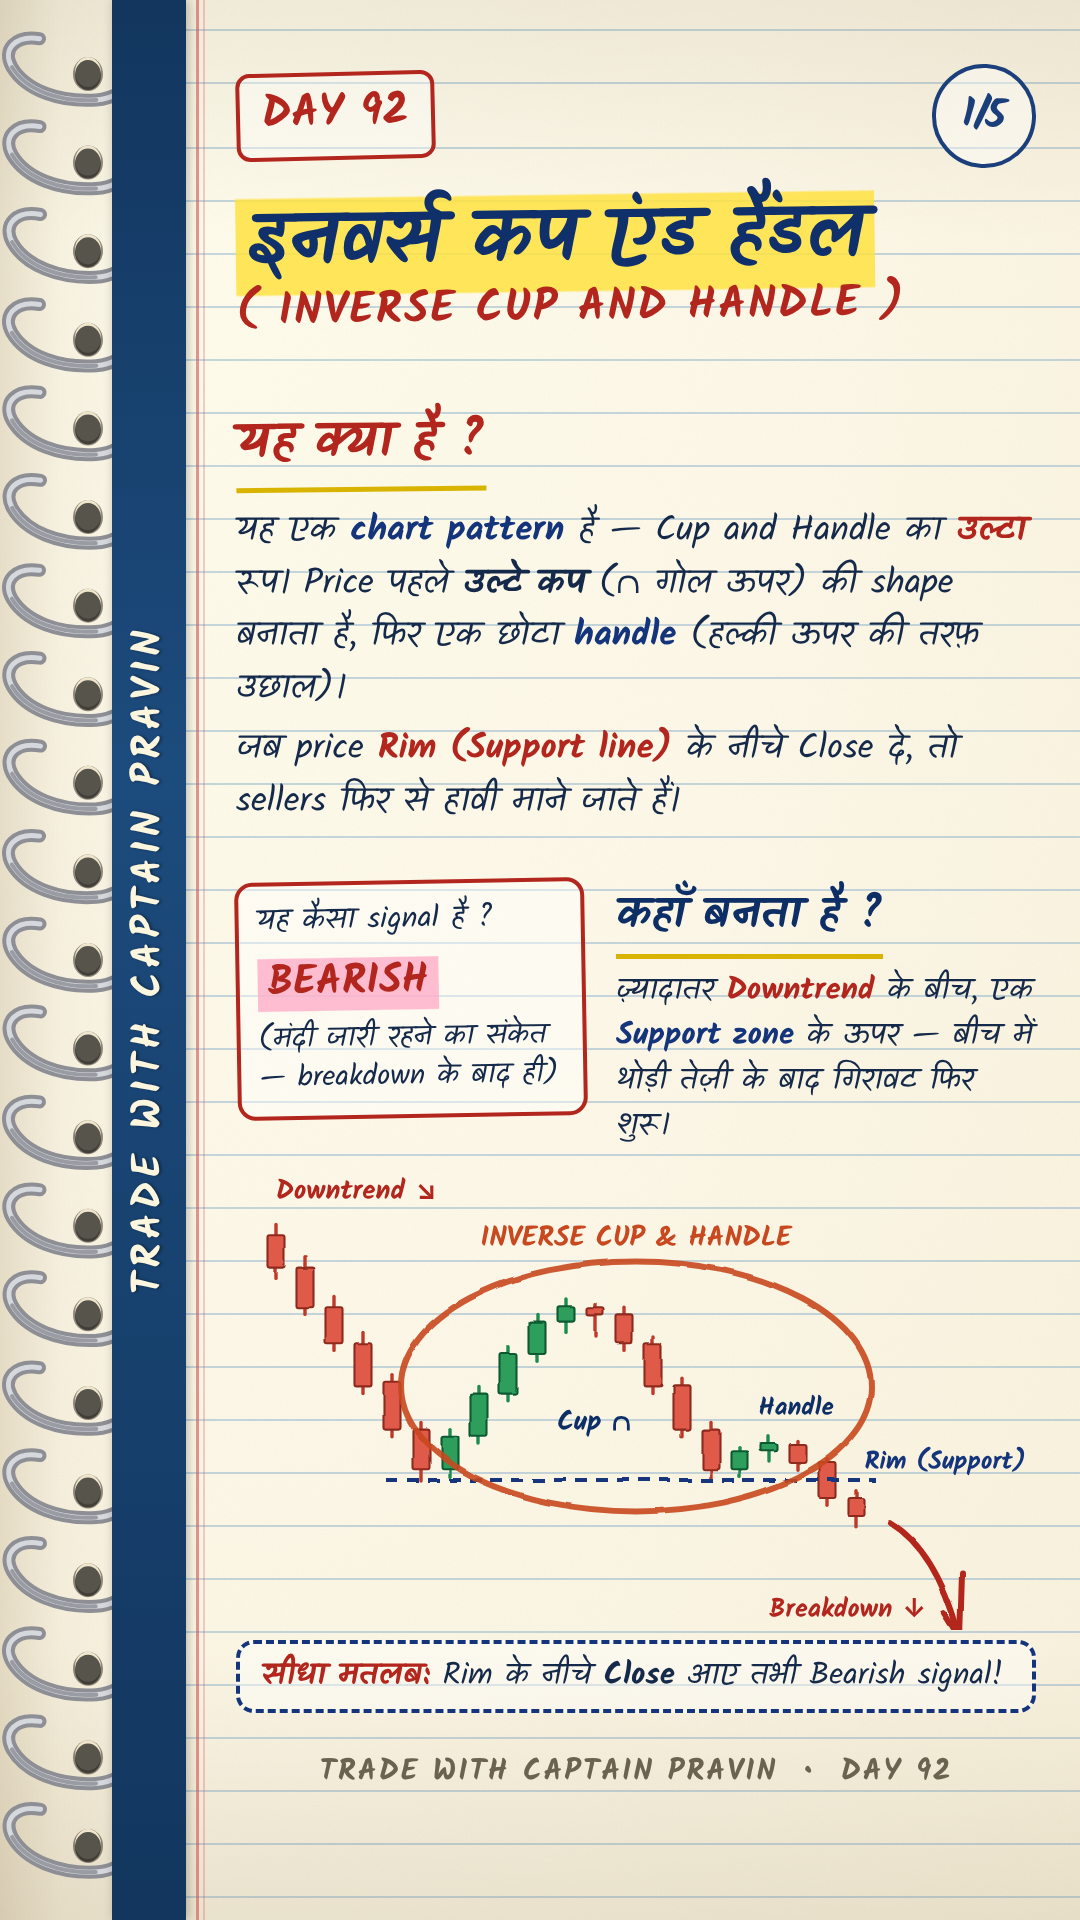 DAY 92
1/5
इनवर्स कप एंड हैंडल
( INVERSE CUP AND HANDLE )
यह क्या है ?
यह एक chart pattern है — Cup and Handle का उल्टा
रूप। Price पहले उल्टे कप (∩ गोल ऊपर) की shape
बनाता है, फिर एक छोटा handle (हल्की ऊपर की तरफ़
उछाल)।
जब price Rim (Support line) के नीचे Close दे, तो
sellers फिर से हावी माने जाते हैं।
यह कैसा signal है ?
BEARISH
(मंदी जारी रहने का संकेत
— breakdown के बाद ही)
कहाँ बनता है ?
ज़्यादातर Downtrend के बीच, एक
Support zone के ऊपर — बीच में
थोड़ी तेज़ी के बाद गिरावट फिर
शुरू।
Downtrend ↘
INVERSE CUP & HANDLE
Cup ∩
Handle
Rim (Support)
Breakdown ↓
सीधा मतलब: Rim के नीचे Close आए तभी Bearish signal!
TRADE WITH CAPTAIN PRAVIN · DAY 92
TRADE WITH CAPTAIN PRAVIN